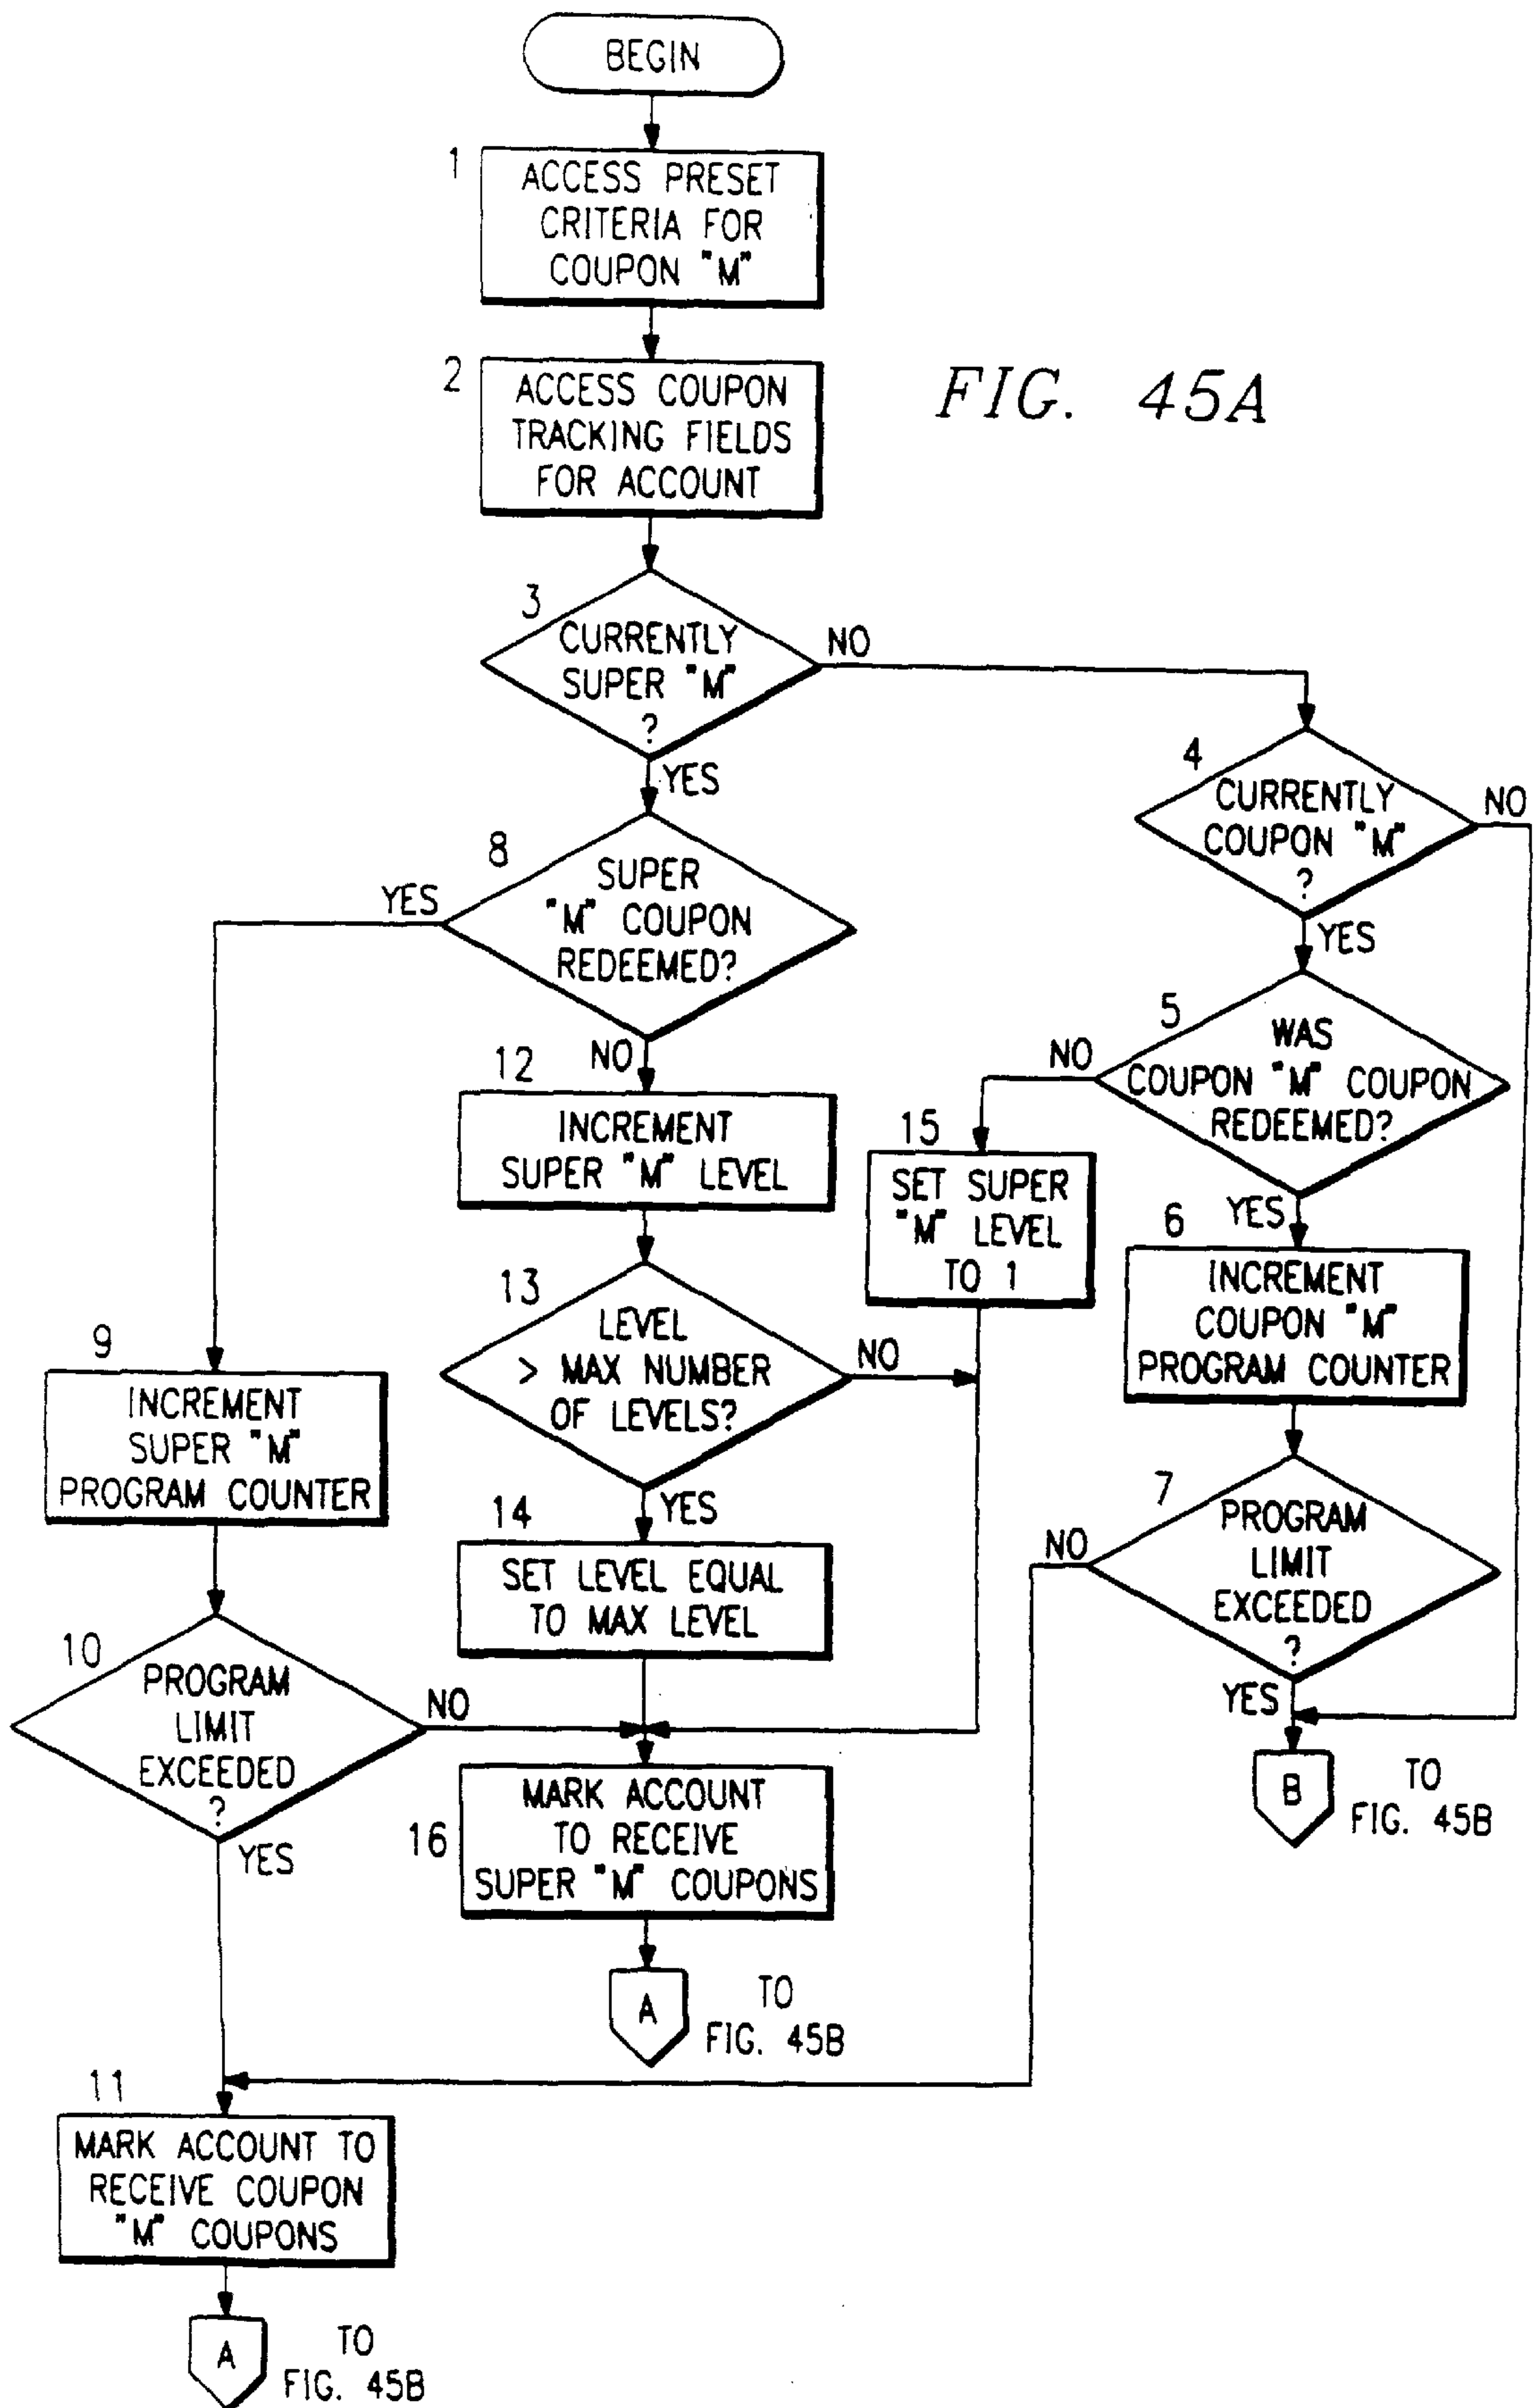 BEGIN
1
ACCESS PRESET
CRITERIA FOR
COUPON "M"
2
ACCESS COUPON
TRACKING FIELDS
FOR ACCOUNT
FIG. 45A
3
CURRENTLY
SUPER "M"
?
NO
YES
4
CURRENTLY
COUPON "M"
?
NO
YES
8
SUPER
"M" COUPON
REDEEMED?
YES
NO
5
WAS
COUPON "M" COUPON
REDEEMED?
NO
YES
12
INCREMENT
SUPER "M" LEVEL
15
SET SUPER
"M" LEVEL
TO 1
6
INCREMENT
COUPON "M"
PROGRAM COUNTER
13
LEVEL
> MAX NUMBER
OF LEVELS?
NO
YES
9
INCREMENT
SUPER "M"
PROGRAM COUNTER
14
SET LEVEL EQUAL
TO MAX LEVEL
7
PROGRAM
LIMIT
EXCEEDED
?
NO
YES
10
PROGRAM
LIMIT
EXCEEDED
?
NO
YES
16
MARK ACCOUNT
TO RECEIVE
SUPER "M" COUPONS
B
TO
FIG. 45B
A
TO
FIG. 45B
11
MARK ACCOUNT TO
RECEIVE COUPON
"M" COUPONS
A
TO
FIG. 45B